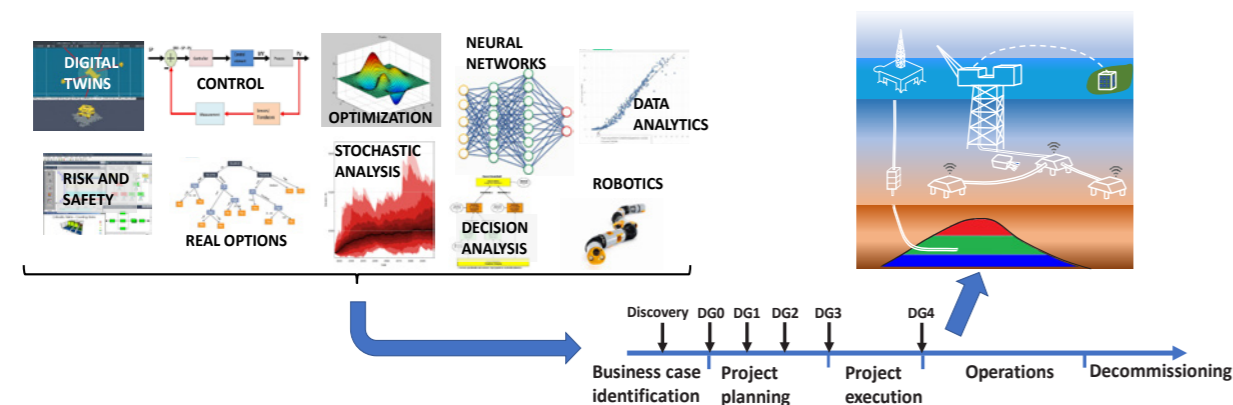 DIGITAL
TWINS
CONTROL
OPTIMIZATION
NEURAL
NETWORKS
DATA
ANALYTICS
RISK AND
SAFETY
REAL OPTIONS
STOCHASTIC
ANALYSIS
DECISION
ANALYSIS
ROBOTICS
Discovery DG0 DG1 DG2 DG3 DG4
Business case
identification
Project
planning
Project
execution
Operations
Decommissioning